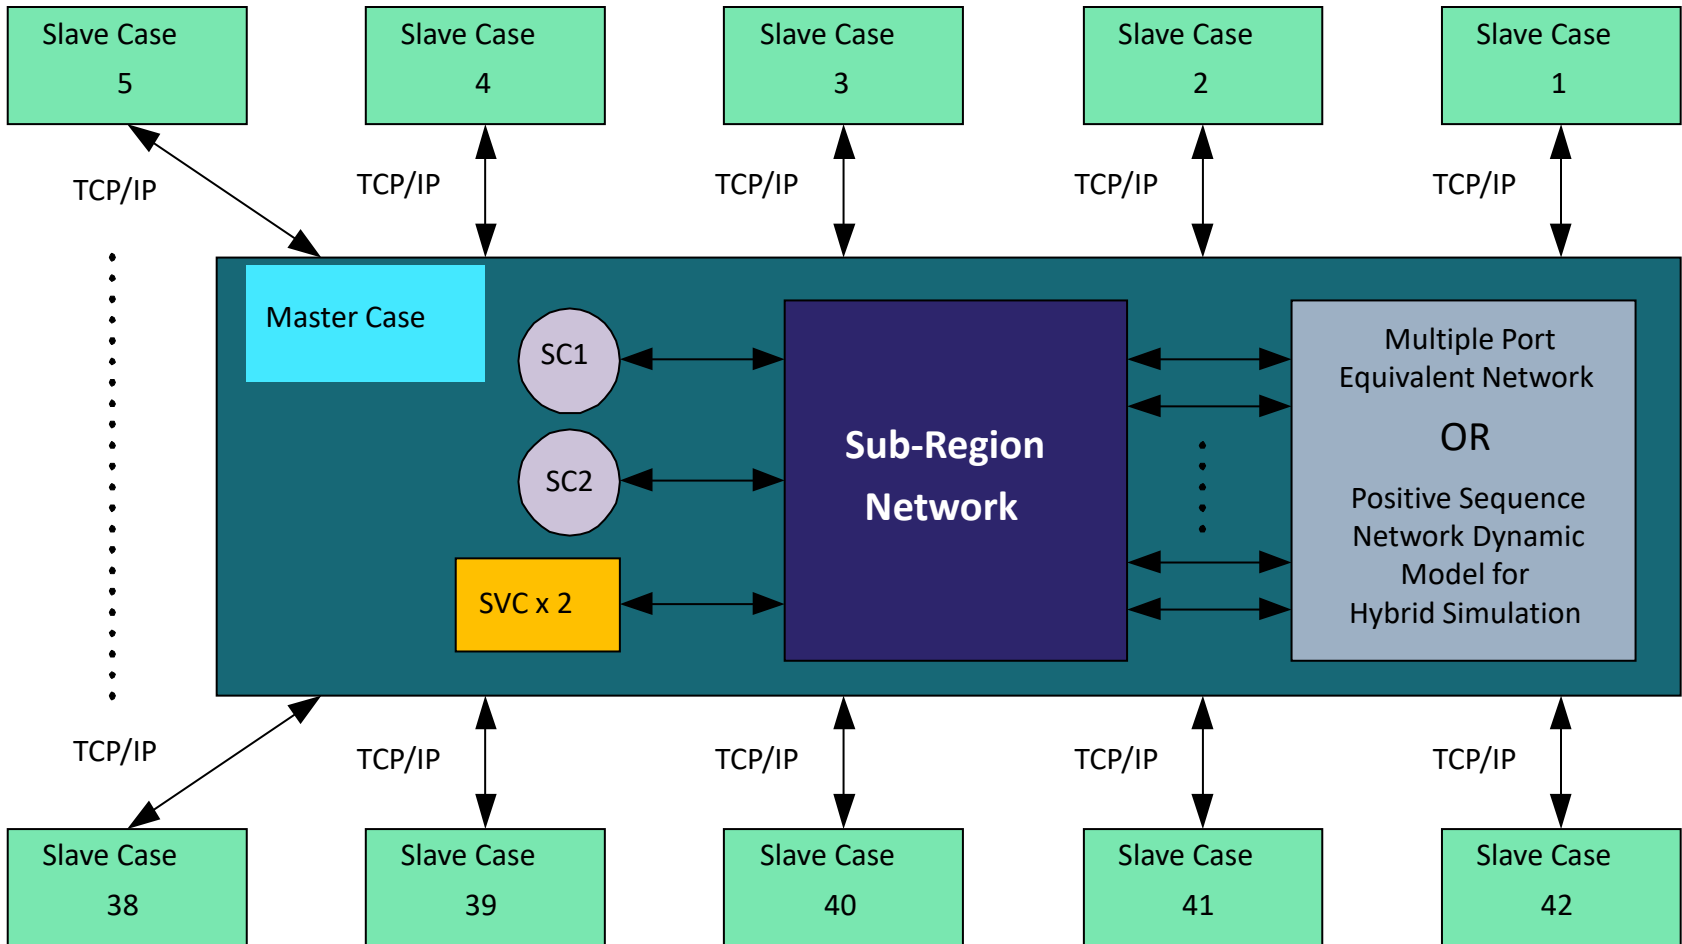 Slave Case
5
Slave Case
4
Slave Case
3
Slave Case
2
Slave Case
1
TCP/IP
TCP/IP
TCP/IP
TCP/IP
TCP/IP
Master Case
SC1
SC2
SVC x 2
Sub-Region
Network
Multiple Port
Equivalent Network
OR
Positive Sequence
Network Dynamic
Model for
Hybrid Simulation
TCP/IP
TCP/IP
TCP/IP
TCP/IP
TCP/IP
Slave Case
38
Slave Case
39
Slave Case
40
Slave Case
41
Slave Case
42